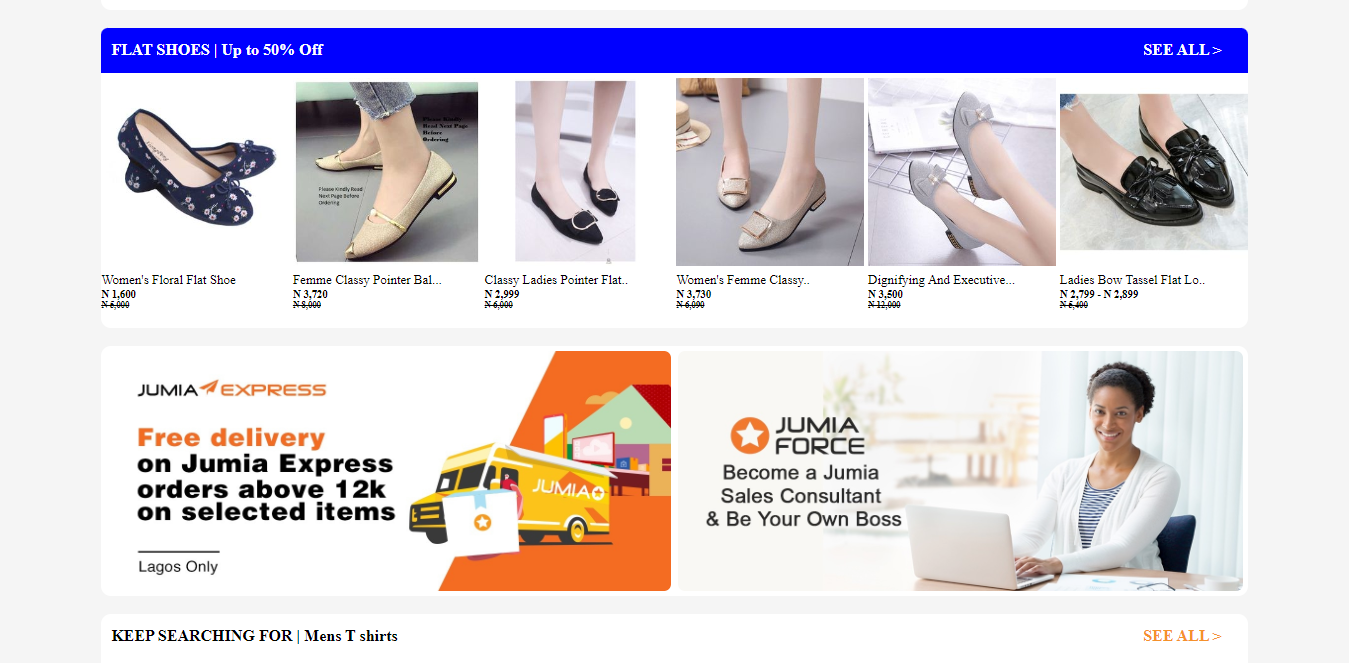 FLAT SHOES | Up to 50% Off
SEE ALL >
Please Kindly
Read Next Page
Before
Ordering
Please Kindly Read
Next Page Before
Ordering
Women's Floral Flat Shoe
N 1,600
N 5,000
Femme Classy Pointer Bal...
N 3,720
N 8,000
Classy Ladies Pointer Flat..
N 2,999
N 6,000
Women's Femme Classy..
N 3,730
N 6,090
Dignifying And Executive...
N 3,500
N 12,000
Ladies Bow Tassel Flat Lo..
N 2,799 - N 2,899
N 5,400
JUMIA EXPRESS
Free delivery
on Jumia Express
orders above 12k
on selected items
Lagos Only
JUMIA
JUMIA
FORCE
Become a Jumia
Sales Consultant
& Be Your Own Boss
KEEP SEARCHING FOR | Mens T shirts
SEE ALL >